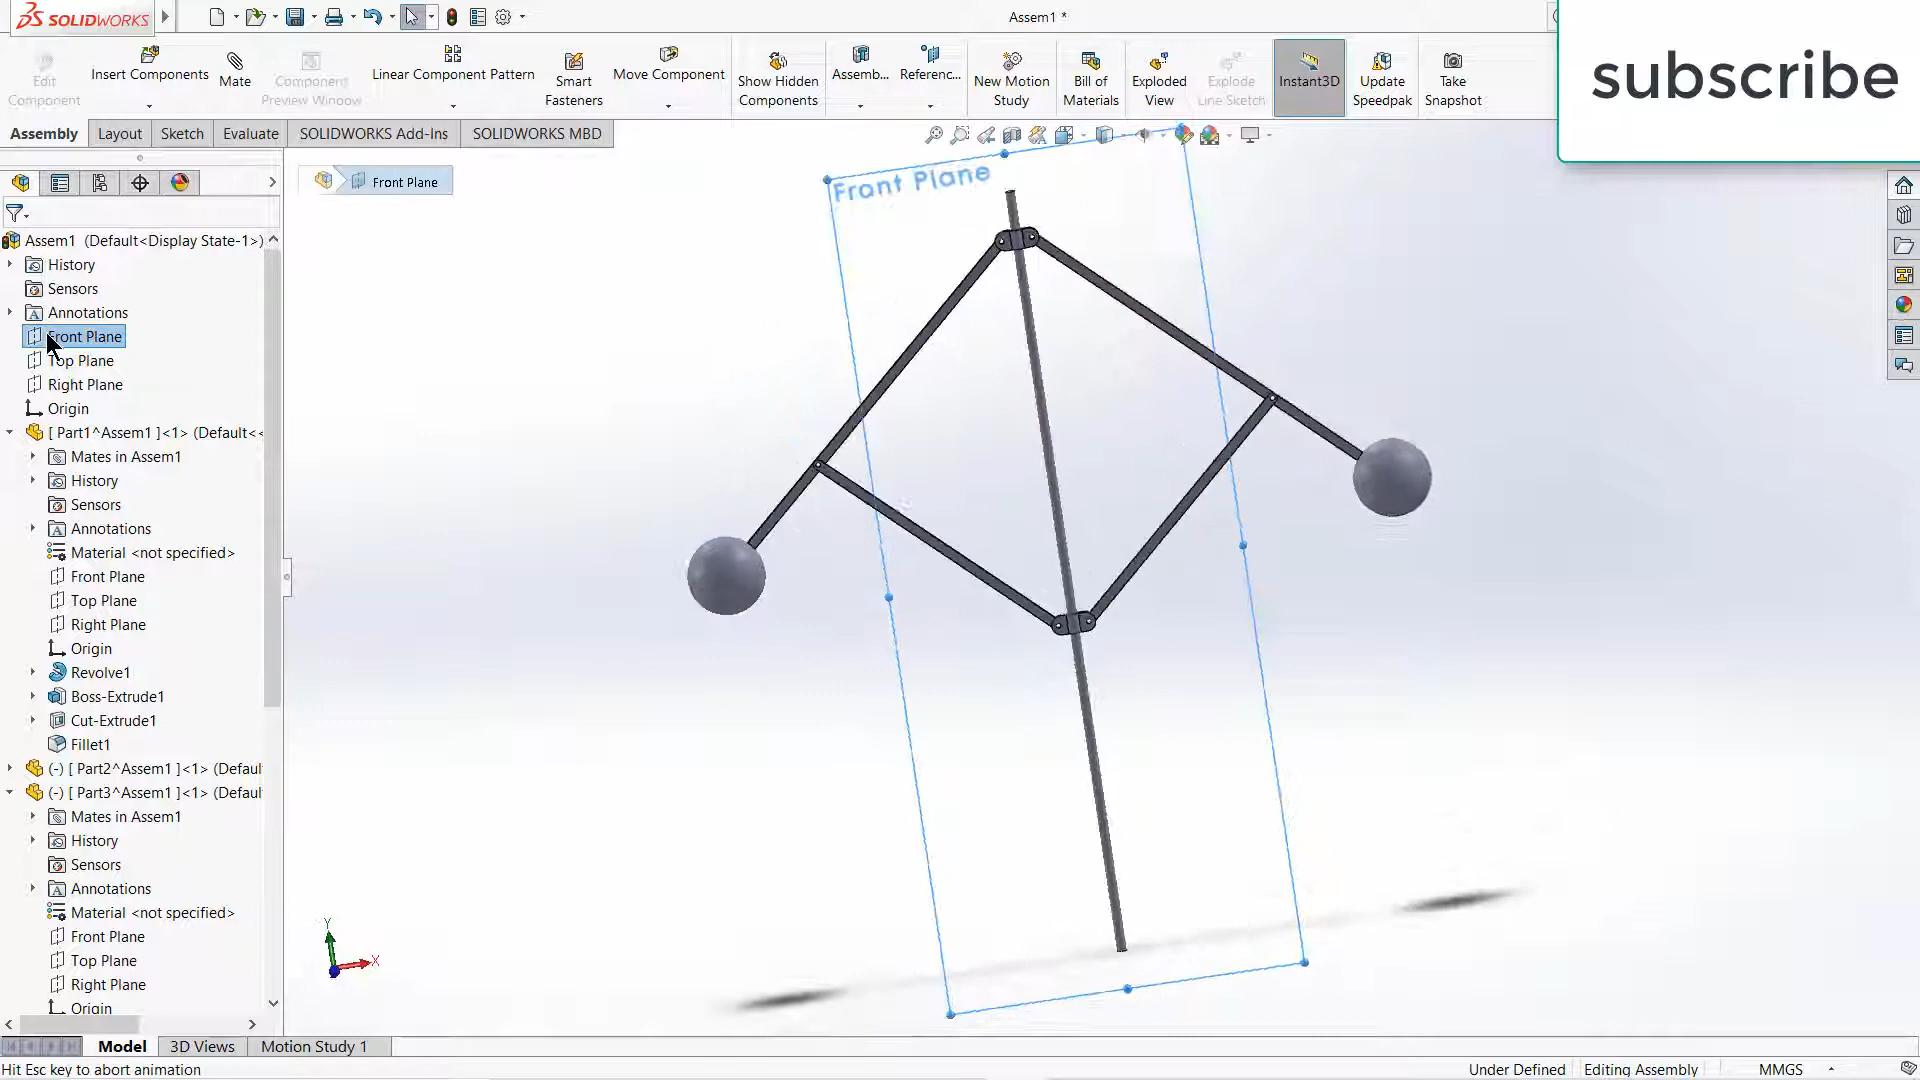 SOLIDWORKS
Assem1 *
subscribe
Edit
Component
Insert Components
Mate
Component
Preview Window
Linear Component Pattern
Smart
Fasteners
Move Component
Show Hidden
Components
Assemb...
Referenc...
New Motion
Study
Bill of
Materials
Exploded
View
Explode
Line Sketch
Instant3D
Update
Speedpak
Take
Snapshot
Assembly
Layout
Sketch
Evaluate
SOLIDWORKS Add-Ins
SOLIDWORKS MBD
Front Plane
Front Plane
Assem1 (Default<Display State-1>)
History
Sensors
Annotations
Front Plane
Top Plane
Right Plane
Origin
[ Part1^Assem1 ]<1> (Default<<
Mates in Assem1
History
Sensors
Annotations
Material <not specified>
Front Plane
Top Plane
Right Plane
Origin
Revolve1
Boss-Extrude1
Cut-Extrude1
Fillet1
(-) [ Part2^Assem1 ]<1> (Defaul
(-) [ Part3^Assem1 ]<1> (Defaul
Mates in Assem1
History
Sensors
Annotations
Material <not specified>
Front Plane
Top Plane
Right Plane
Origin
Y
X
Model
3D Views
Motion Study 1
Hit Esc key to abort animation
Under Defined
Editing Assembly
MMGS